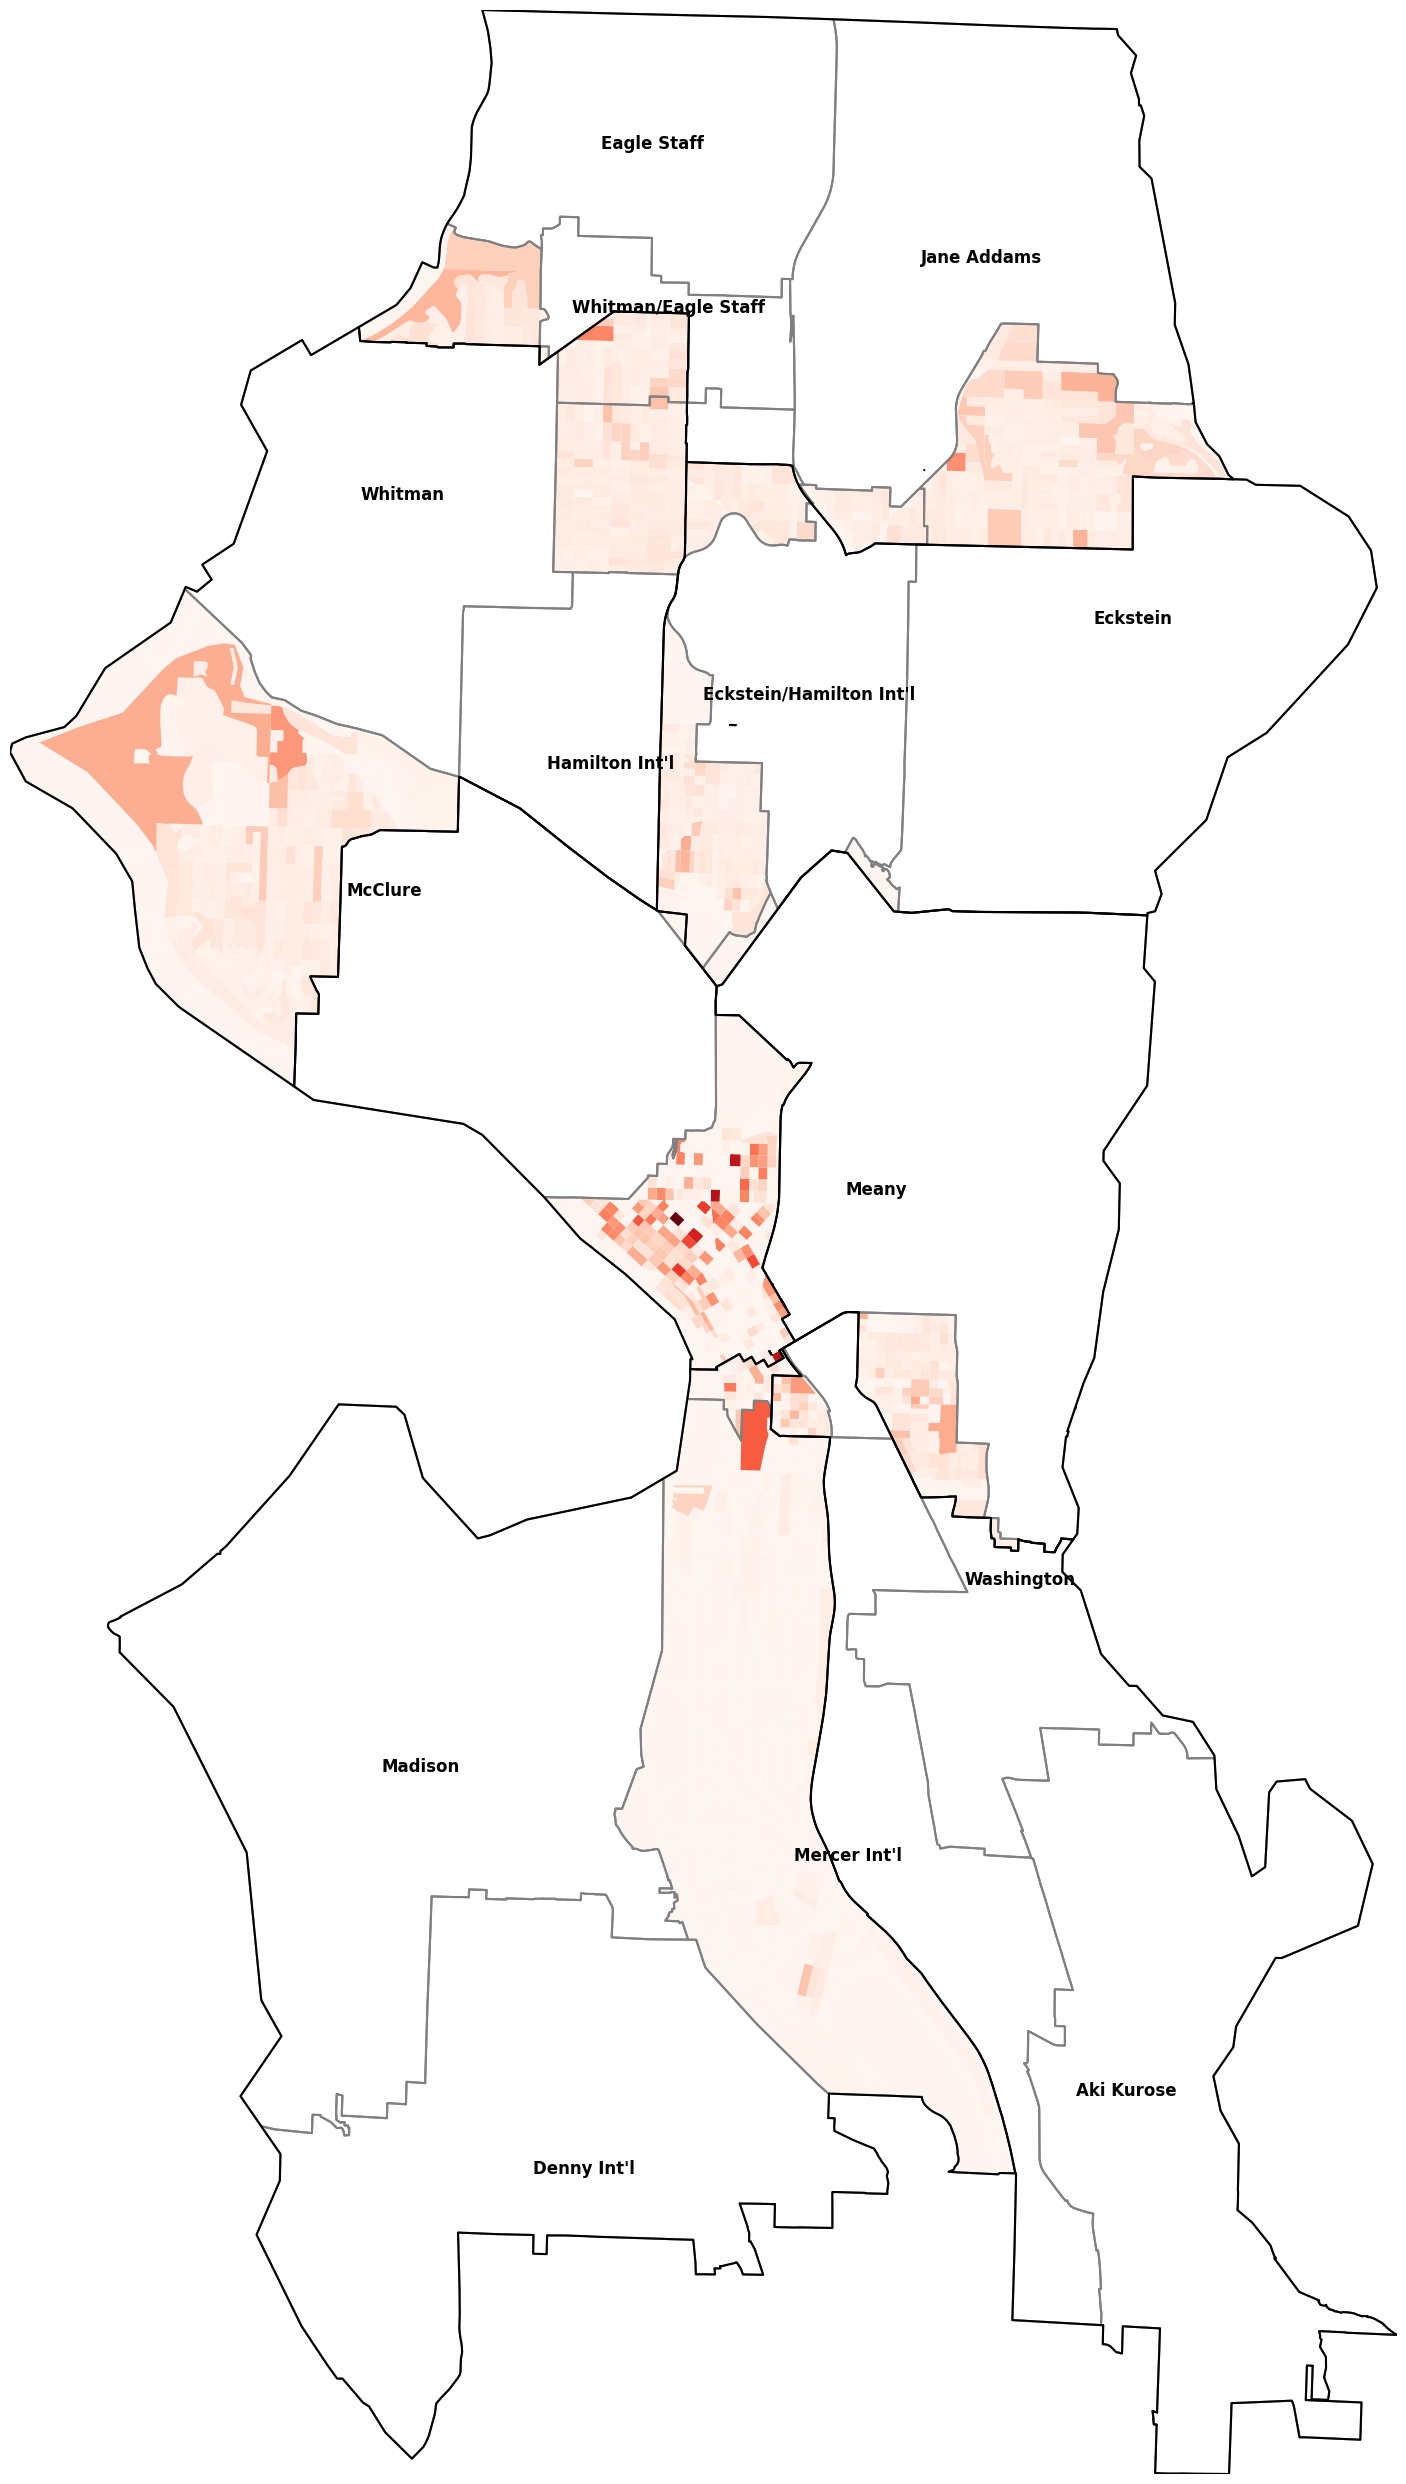 Eagle Staff
Jane Addams
Whitman/Eagle Staff
Whitman
Eckstein
Eckstein/Hamilton Int'l
Hamilton Int'l
McClure
Meany
Washington
Madison
Mercer Int'l
Aki Kurose
Denny Int'l